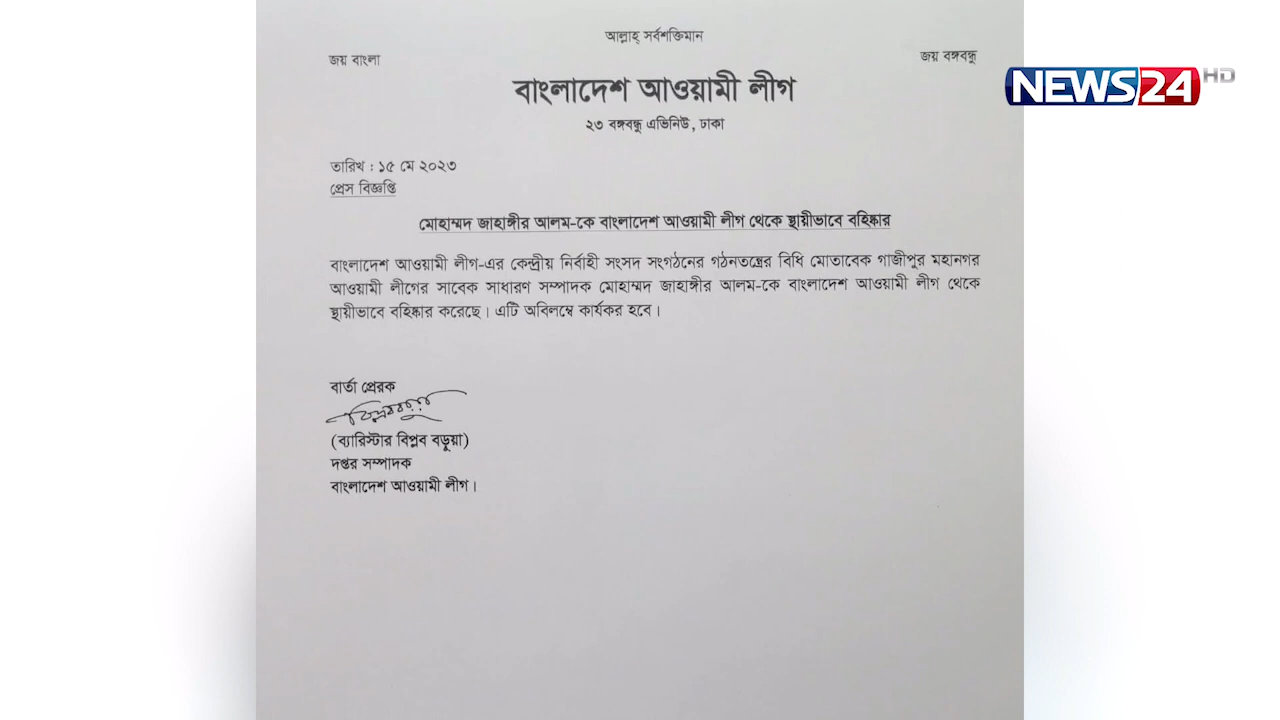 আল্লাহ্ সর্বশক্তিমান
জয় বাংলা
জয় বঙ্গবন্ধু
NEWS24 HD
বাংলাদেশ আওয়ামী লীগ
২৩ বঙ্গবন্ধু এভিনিউ, ঢাকা
তারিখ : ১৫ মে ২০২৩
প্রেস বিজ্ঞপ্তি
মোহাম্মদ জাহাঙ্গীর আলম-কে বাংলাদেশ আওয়ামী লীগ থেকে স্থায়ীভাবে বহিষ্কার
বাংলাদেশ আওয়ামী লীগ-এর কেন্দ্রীয় নির্বাহী সংসদ সংগঠনের গঠনতন্ত্রের বিধি মোতাবেক গাজীপুর মহানগর
আওয়ামী লীগের সাবেক সাধারণ সম্পাদক মোহাম্মদ জাহাঙ্গীর আলম-কে বাংলাদেশ আওয়ামী লীগ থেকে
স্থায়ীভাবে বহিষ্কার করেছে। এটি অবিলম্বে কার্যকর হবে।
বার্তা প্রেরক
(ব্যারিস্টার বিপ্লব বড়ুয়া)
দপ্তর সম্পাদক
বাংলাদেশ আওয়ামী লীগ।